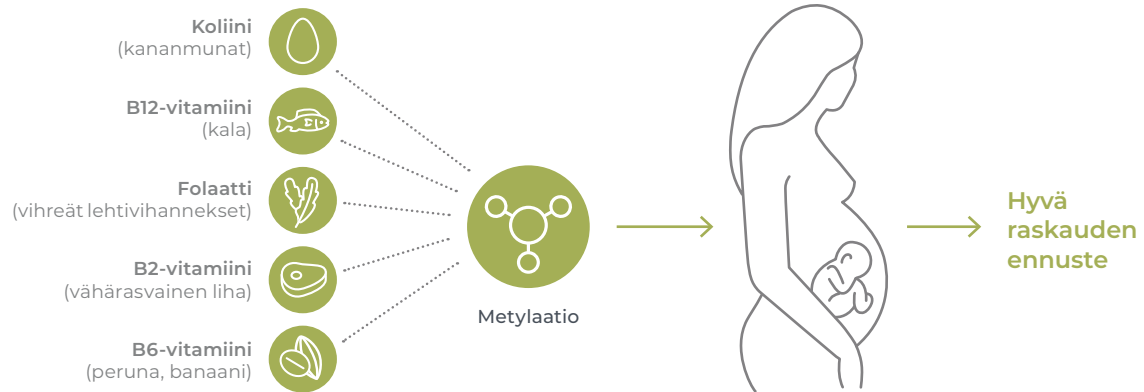 Koliini
(kananmunat)
B12-vitamiini
(kala)
Folaatti
(vihreät lehtivihannekset)
B2-vitamiini
(vähärasvainen liha)
B6-vitamiini
(peruna, banaani)
Metylaatio
Hyvä
raskauden
ennuste